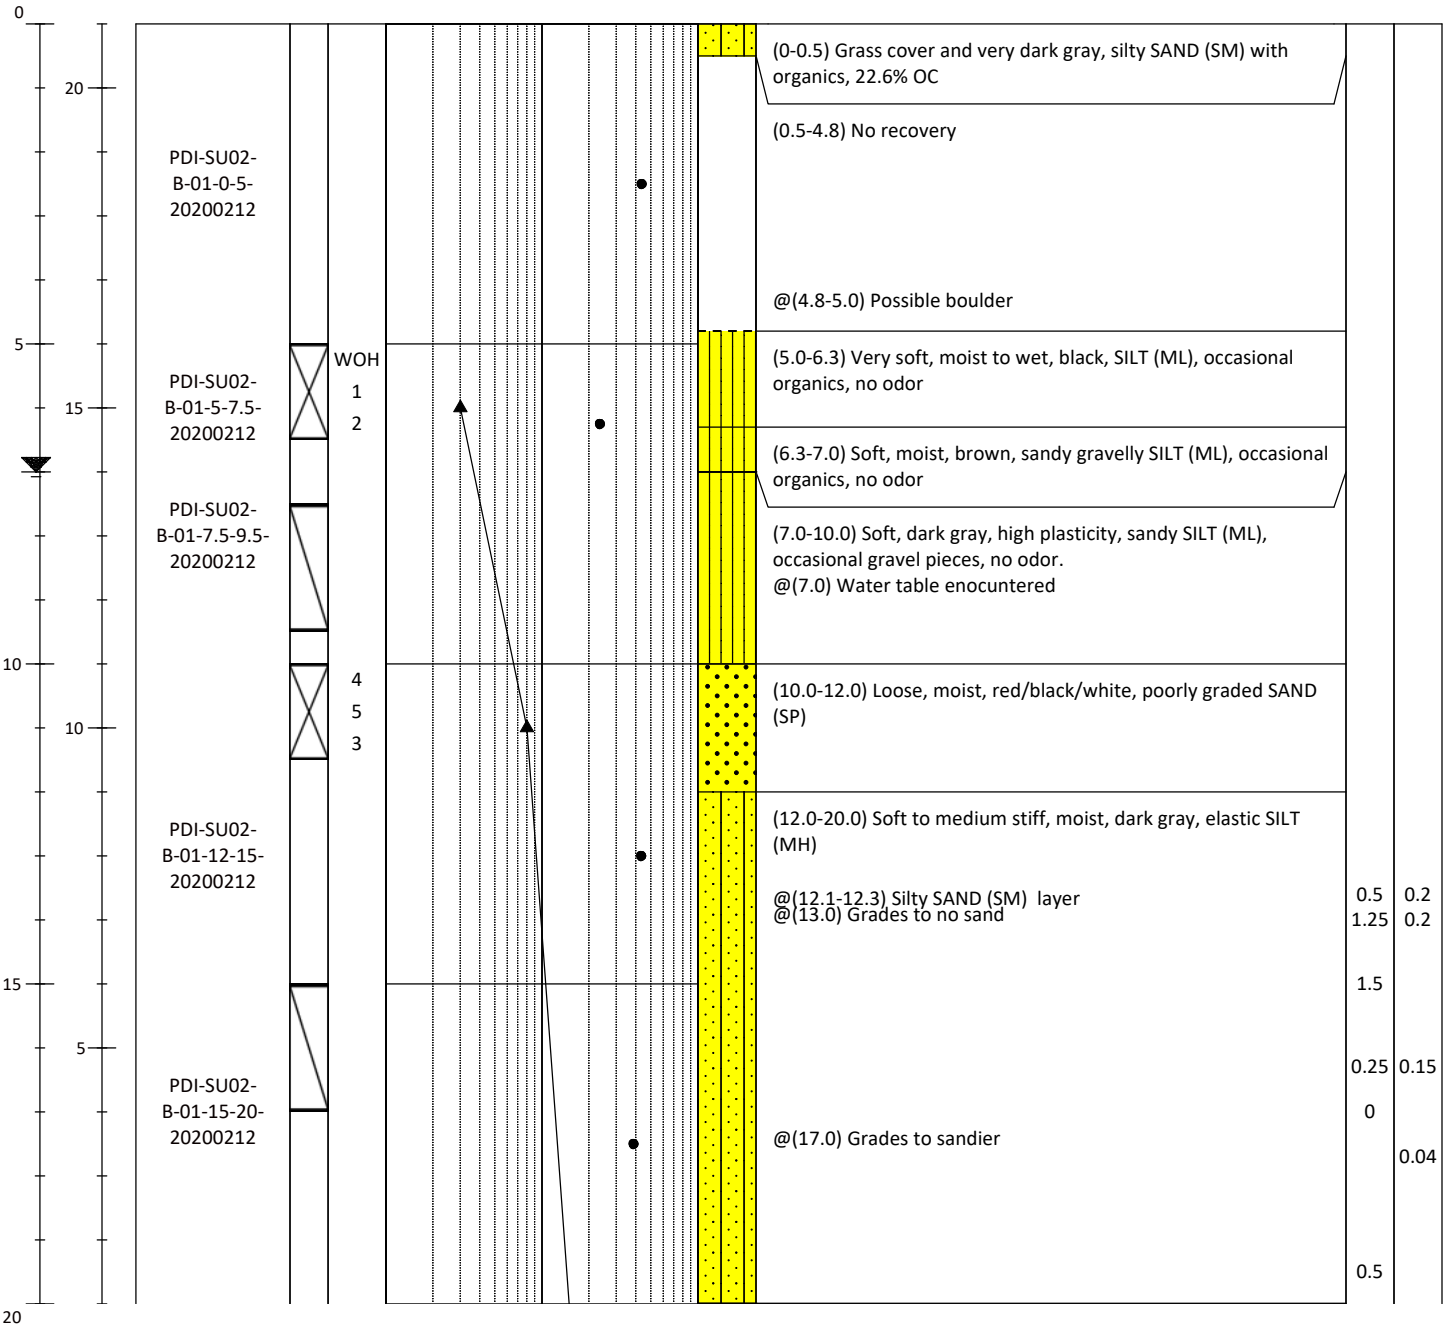 0
20
(0-0.5) Grass cover and very dark gray, silty SAND (SM) with
organics, 22.6% OC
(0.5-4.8) No recovery
PDI-SU02-
B-01-0-5-
20200212
@(4.8-5.0) Possible boulder
5
WOH
1
2
(5.0-6.3) Very soft, moist to wet, black, SILT (ML), occasional
organics, no odor
PDI-SU02-
B-01-5-7.5-
20200212
15
(6.3-7.0) Soft, moist, brown, sandy gravelly SILT (ML), occasional
organics, no odor
PDI-SU02-
B-01-7.5-9.5-
20200212
(7.0-10.0) Soft, dark gray, high plasticity, sandy SILT (ML),
occasional gravel pieces, no odor.
@(7.0) Water table enocuntered
10
4
5
3
(10.0-12.0) Loose, moist, red/black/white, poorly graded SAND
(SP)
10
PDI-SU02-
B-01-12-15-
20200212
(12.0-20.0) Soft to medium stiff, moist, dark gray, elastic SILT
(MH)
@(12.1-12.3) Silty SAND (SM)  layer
0.5 0.2
@(13.0) Grades to no sand
1.25 0.2
15
1.5
5
0.25 0.15
PDI-SU02-
B-01-15-20-
20200212
0
@(17.0) Grades to sandier
0.04
0.5
20